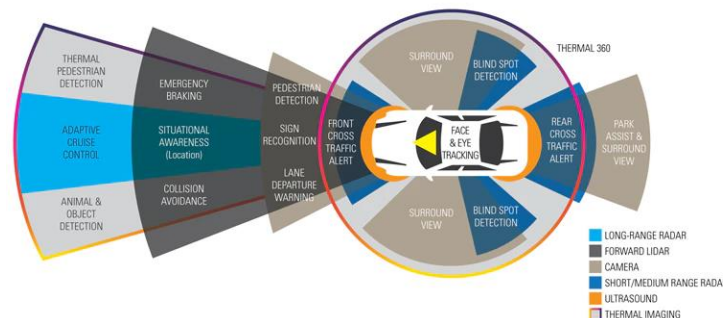 THERMAL
PEDESTRIAN
DETECTION
ADAPTIVE
CRUISE
CONTROL
ANIMAL &
OBJECT
DETECTION
EMERGENCY
BRAKING
SITUATIONAL
AWARENESS
(Location)
COLLISION
AVOIDANCE
PEDESTRIAN
DETECTION
SIGN
RECOGNITION
LANE
DEPARTURE
WARNING
FRONT
CROSS
TRAFFIC
ALERT
SURROUND
VIEW
BLIND SPOT
DETECTION
FACE
& EYE
TRACKING
SURROUND
VIEW
BLIND SPOT
DETECTION
THERMAL 360
REAR
CROSS
TRAFFIC
ALERT
PARK
ASSIST &
SURROUND
VIEW
LONG-RANGE RADAR
FORWARD LIDAR
CAMERA
SHORT/MEDIUM RANGE RADA
ULTRASOUND
THERMAL IMAGING